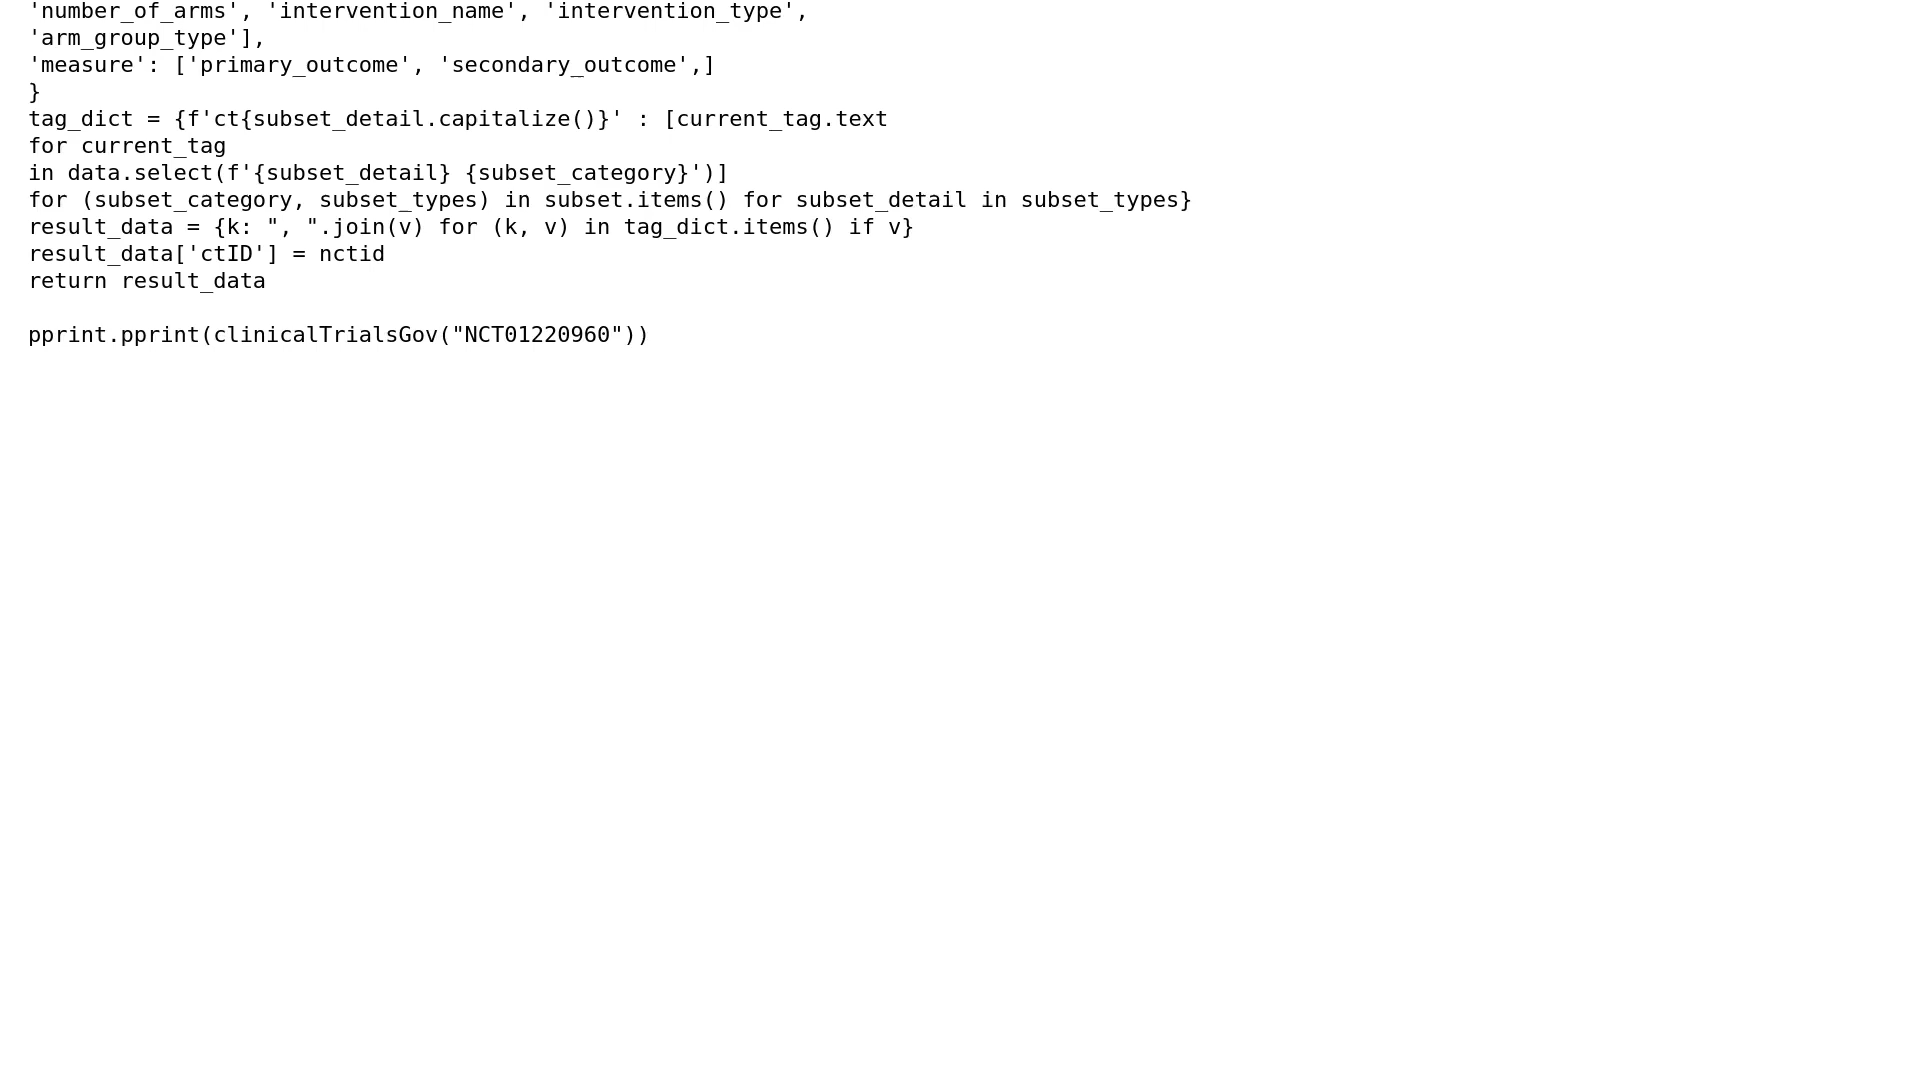 'number_of_arms', 'intervention_name', 'intervention_type',
'arm_group_type'],
'measure': ['primary_outcome', 'secondary_outcome',]
}
tag_dict = {f'ct{subset_detail.capitalize()}' : [current_tag.text
for current_tag
in data.select(f'{subset_detail} {subset_category}')]
for (subset_category, subset_types) in subset.items() for subset_detail in subset_types}
result_data = {k: ", ".join(v) for (k, v) in tag_dict.items() if v}
result_data['ctID'] = nctid
return result_data

pprint.pprint(clinicalTrialsGov("NCT01220960"))